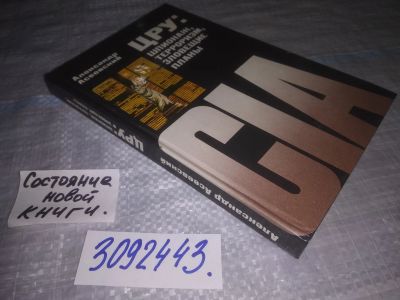 Александр
Асеевский
ЦРУ:
ШПИОНАЖ,
ТЕРРОРИЗМ,
ЗЛОВЕЩИЕ
ПЛАНЫ
CIA
Александр Асеевский
ЦРУ:
Состояние
новой
книги.
3092443.